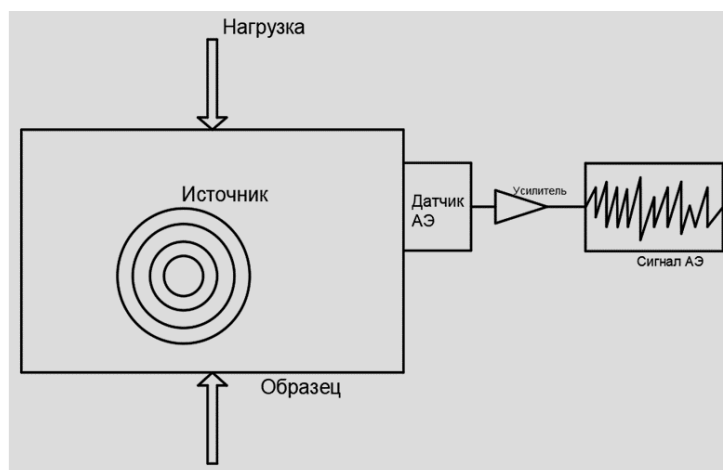 Нагрузка
Источник
Датчик
АЭ
Усилитель
Сигнал АЭ
Образец